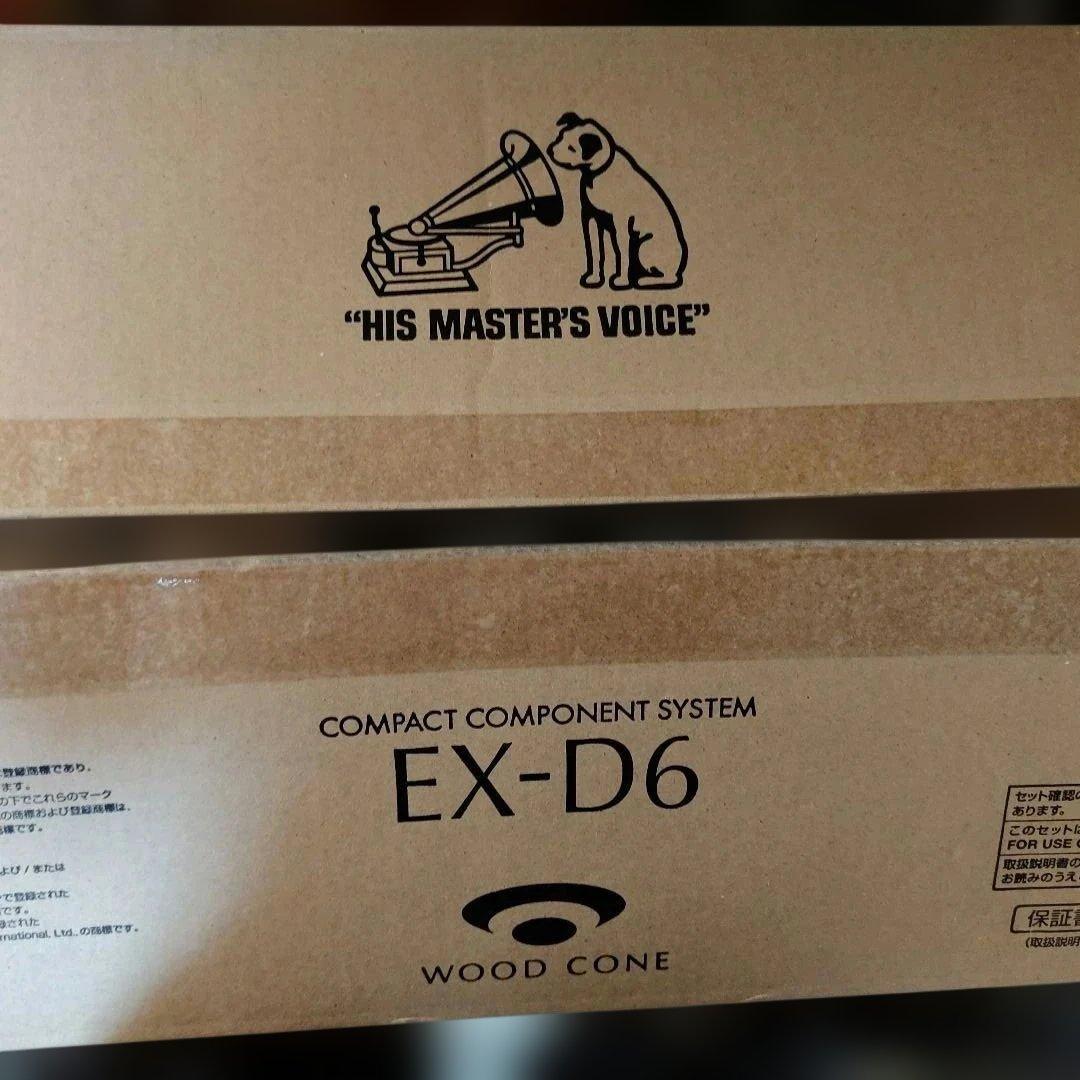 “HIS MASTER'S VOICE”
COMPACT COMPONENT SYSTEM
EX-D6
WOOD CONE
登録商標であり、
ます。
の下でこれらのマーク
の商標および登録商標は、
標です。
よび / または
で登録された
です。
された
rnational, Ltd., の商標です。
セット確認の
あります。
このセットは
FOR USE
取扱説明書の
お読みのうえ
保証書
(取扱説明